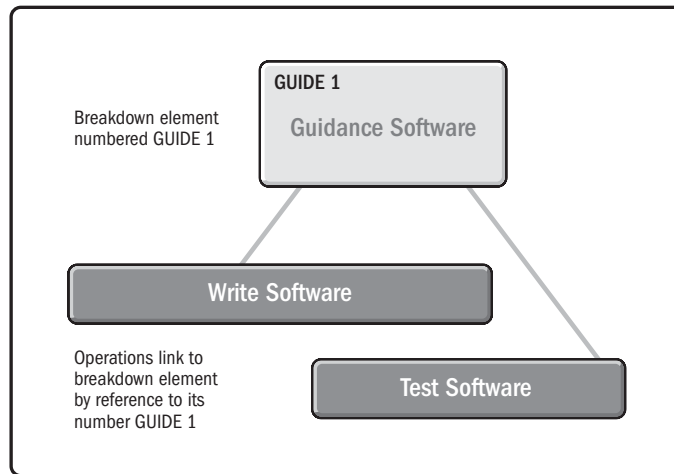 GUIDE 1
Guidance Software
Breakdown element
numbered GUIDE 1
Write Software
Operations link to
breakdown element
by reference to its
number GUIDE 1
Test Software